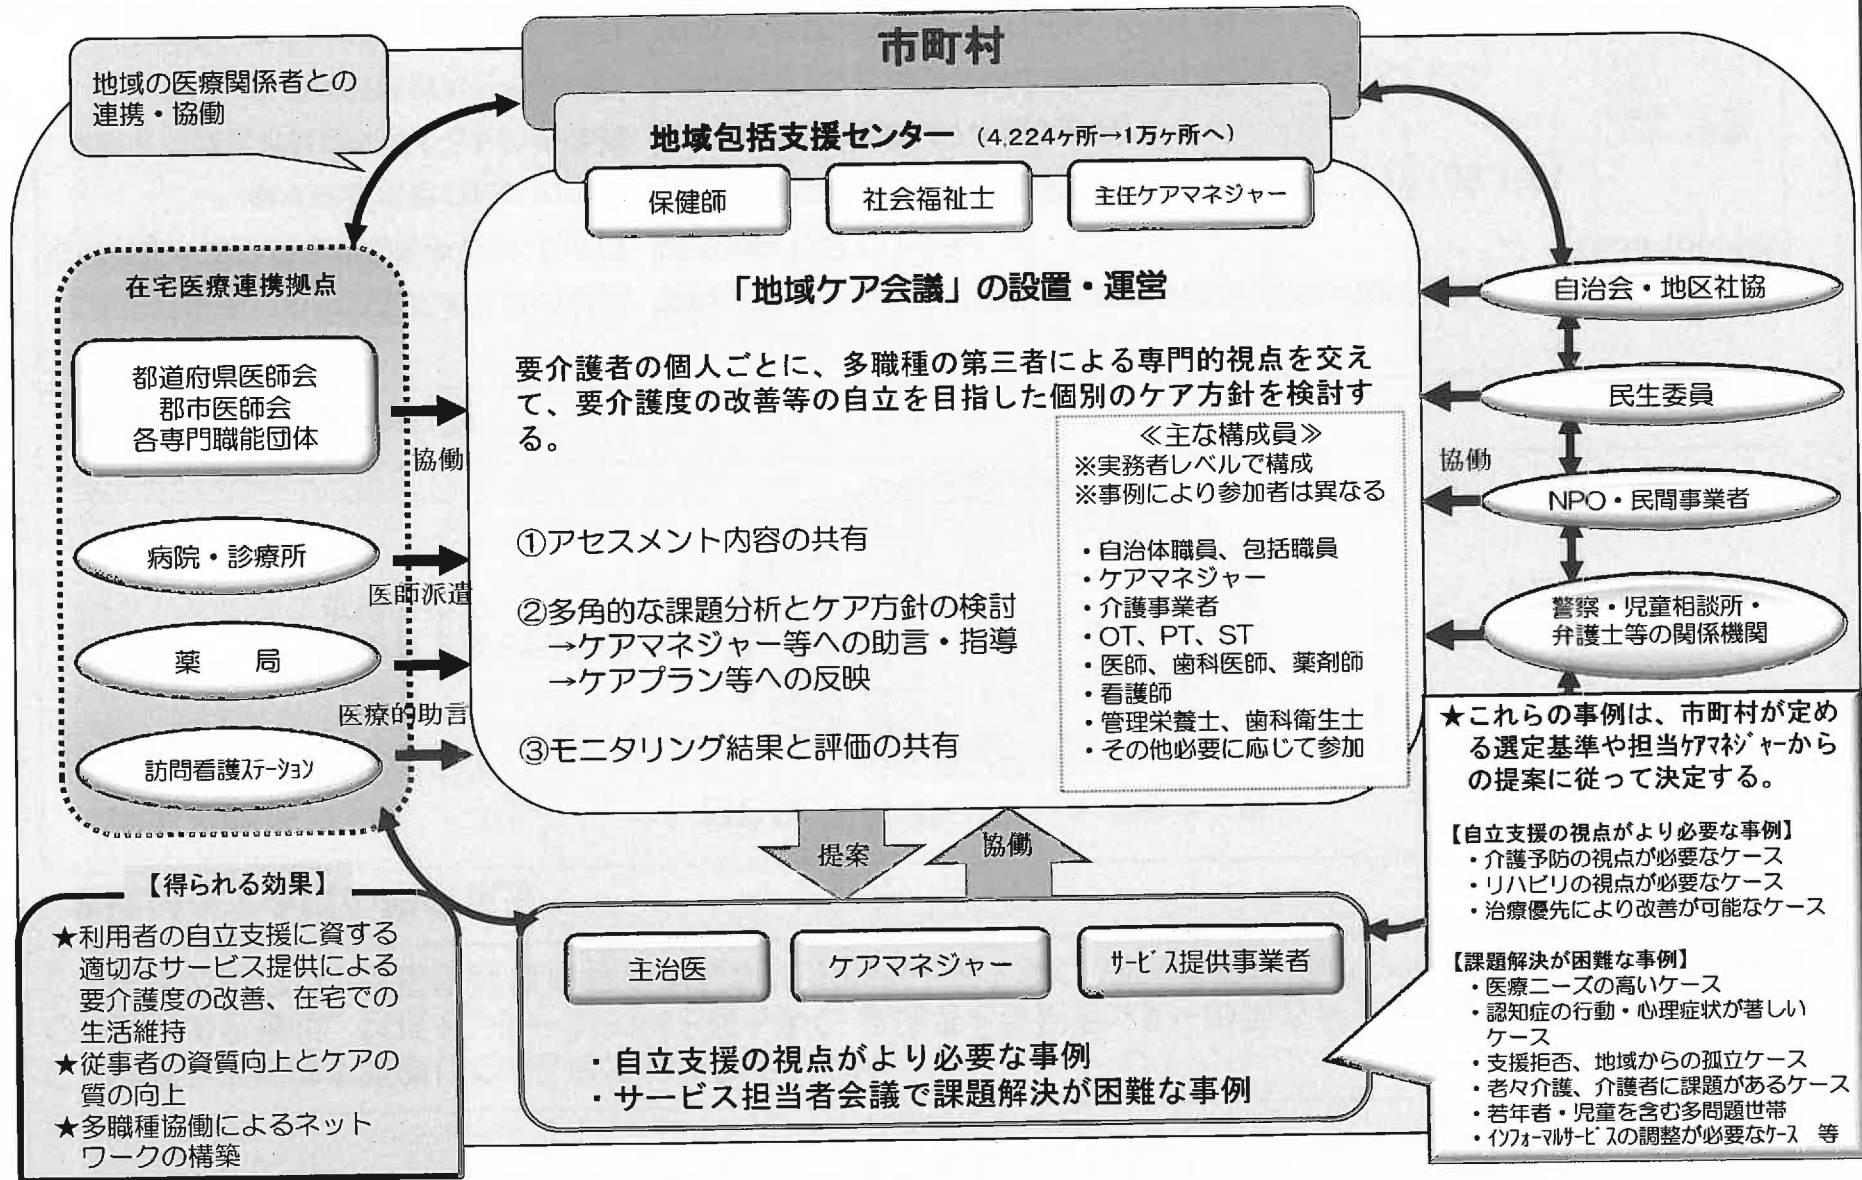 市町村
地域の医療関係者との
連携・協働
地域包括支援センター (4,224ヶ所→1万ヶ所へ)
保健師
社会福祉士
主任ケアマネジャー
在宅医療連携拠点
都道府県医師会
郡市医師会
各専門職能団体
協働
病院・診療所
医師派遣
薬　局
医療的助言
訪問看護ステーション
「地域ケア会議」の設置・運営
要介護者の個人ごとに、多職種の第三者による専門的視点を交え
て、要介護度の改善等の自立を目指した個別のケア方針を検討す
る。
①アセスメント内容の共有
②多角的な課題分析とケア方針の検討
→ケアマネジャー等への助言・指導
→ケアプラン等への反映
③モニタリング結果と評価の共有
≪主な構成員≫
※実務者レベルで構成
※事例により参加者は異なる
・自治体職員、包括職員
・ケアマネジャー
・介護事業者
・OT、PT、ST
・医師、歯科医師、薬剤師
・看護師
・管理栄養士、歯科衛生士
・その他必要に応じて参加
自治会・地区社協
民生委員
協働
NPO・民間事業者
警察・児童相談所・
弁護士等の関係機関
提案
協働
主治医
ケアマネジャー
サービス提供事業者
・自立支援の視点がより必要な事例
・サービス担当者会議で課題解決が困難な事例
【得られる効果】
★利用者の自立支援に資する
適切なサービス提供による
要介護度の改善、在宅での
生活維持
★従事者の資質向上とケアの
質の向上
★多職種協働によるネット
ワークの構築
★これらの事例は、市町村が定め
る選定基準や担当ケアマネジャーから
の提案に従って決定する。
【自立支援の視点がより必要な事例】
・介護予防の視点が必要なケース
・リハビリの視点が必要なケース
・治療優先により改善が可能なケース
【課題解決が困難な事例】
・医療ニーズの高いケース
・認知症の行動・心理症状が著しい
ケース
・支援拒否、地域からの孤立ケース
・老々介護、介護者に課題があるケース
・若年者・児童を含む多問題世帯
・インフォーマルサービスの調整が必要なケース　等